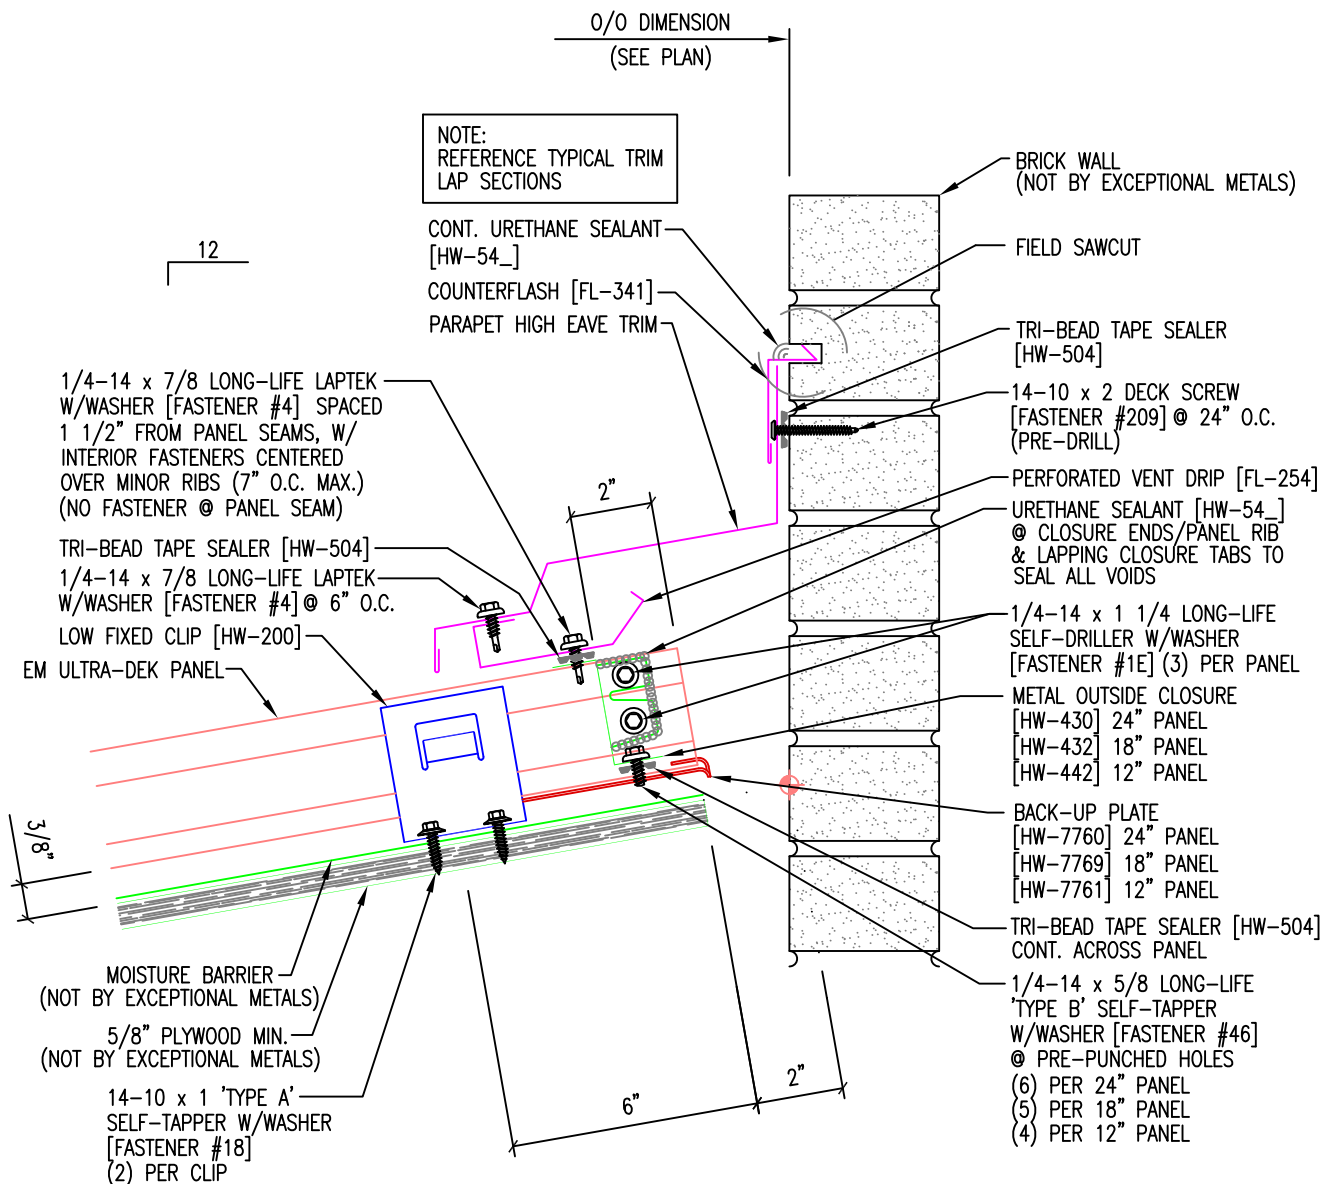 O/O DIMENSION
(SEE PLAN)
NOTE:
REFERENCE TYPICAL TRIM
LAP SECTIONS
12
CONT. URETHANE SEALANT
[HW-54_]
COUNTERFLASH [FL-341]
PARAPET HIGH EAVE TRIM
1/4-14 x 7/8 LONG-LIFE LAPTEK
W/WASHER [FASTENER #4] SPACED
1 1/2" FROM PANEL SEAMS, W/
INTERIOR FASTENERS CENTERED
OVER MINOR RIBS (7" O.C. MAX.)
(NO FASTENER @ PANEL SEAM)
TRI-BEAD TAPE SEALER [HW-504]
1/4-14 x 7/8 LONG-LIFE LAPTEK
W/WASHER [FASTENER #4] @ 6" O.C.
LOW FIXED CLIP [HW-200]
EM ULTRA-DEK PANEL
2"
3/8"
MOISTURE BARRIER
(NOT BY EXCEPTIONAL METALS)
5/8" PLYWOOD MIN.
(NOT BY EXCEPTIONAL METALS)
14-10 x 1 'TYPE A'
SELF-TAPPER W/WASHER
[FASTENER #18]
(2) PER CLIP
6"
2"
BRICK WALL
(NOT BY EXCEPTIONAL METALS)
FIELD SAWCUT
TRI-BEAD TAPE SEALER
[HW-504]
14-10 x 2 DECK SCREW
[FASTENER #209] @ 24" O.C.
(PRE-DRILL)
PERFORATED VENT DRIP [FL-254]
URETHANE SEALANT [HW-54_]
@ CLOSURE ENDS/PANEL RIB
& LAPPING CLOSURE TABS TO
SEAL ALL VOIDS
1/4-14 x 1 1/4 LONG-LIFE
SELF-DRILLER W/WASHER
[FASTENER #1E] (3) PER PANEL
METAL OUTSIDE CLOSURE
[HW-430] 24" PANEL
[HW-432] 18" PANEL
[HW-442] 12" PANEL
BACK-UP PLATE
[HW-7760] 24" PANEL
[HW-7769] 18" PANEL
[HW-7761] 12" PANEL
TRI-BEAD TAPE SEALER [HW-504]
CONT. ACROSS PANEL
1/4-14 x 5/8 LONG-LIFE
'TYPE B' SELF-TAPPER
W/WASHER [FASTENER #46]
@ PRE-PUNCHED HOLES
(6) PER 24" PANEL
(5) PER 18" PANEL
(4) PER 12" PANEL